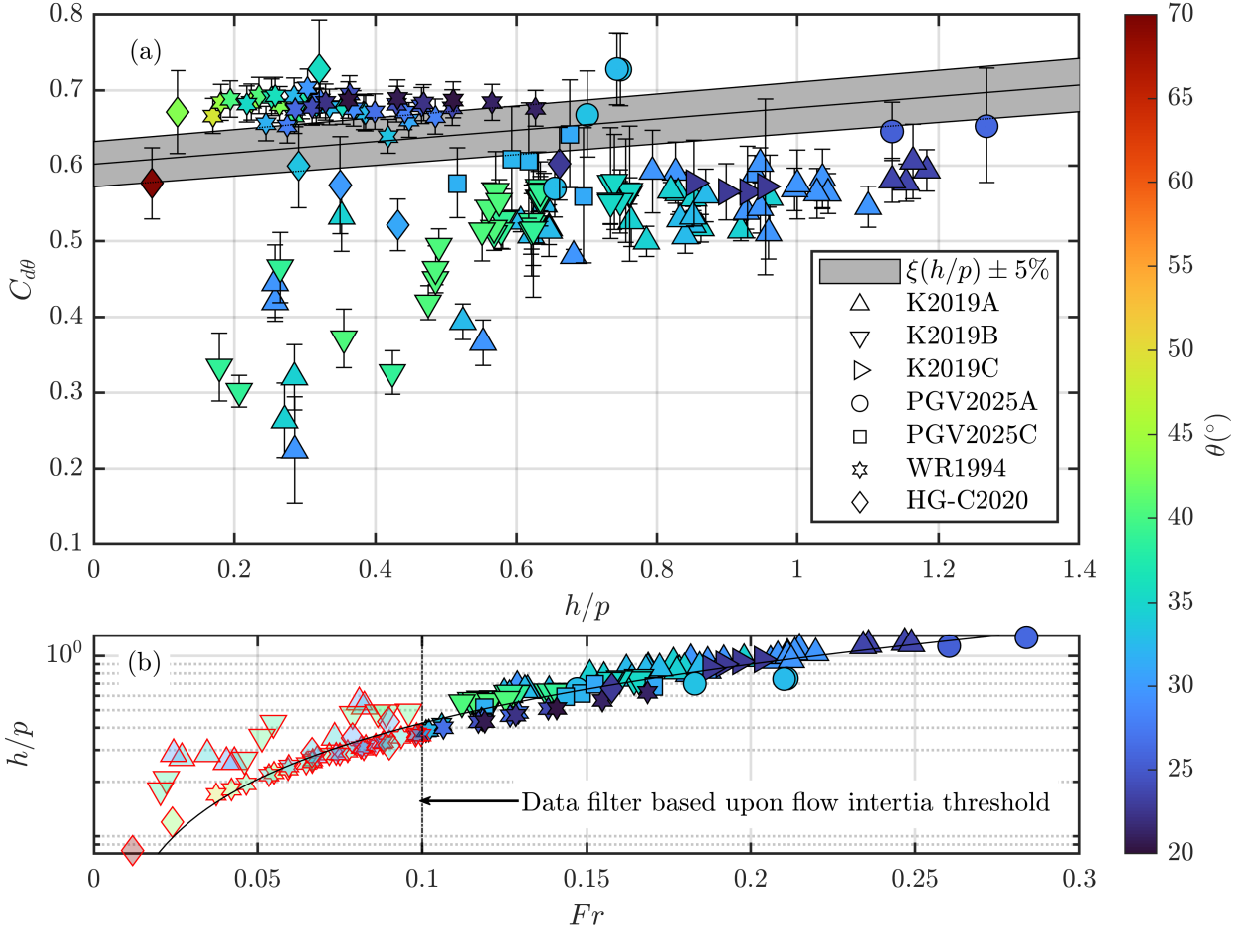 (a)
0.8
0.7
0.6
0.5
0.4
0.3
0.2
0.1
C_{dθ}
0
0.2
0.4
0.6
0.8
1
1.2
1.4
h/p
ξ(h/p) ± 5%
K2019A
K2019B
K2019C
PGV2025A
PGV2025C
WR1994
HG-C2020
70
65
60
55
50
45
40
35
30
25
20
θ(°)
(b)
10^0
h/p
Data filter based upon flow intertia threshold
0
0.05
0.1
0.15
0.2
0.25
0.3
Fr